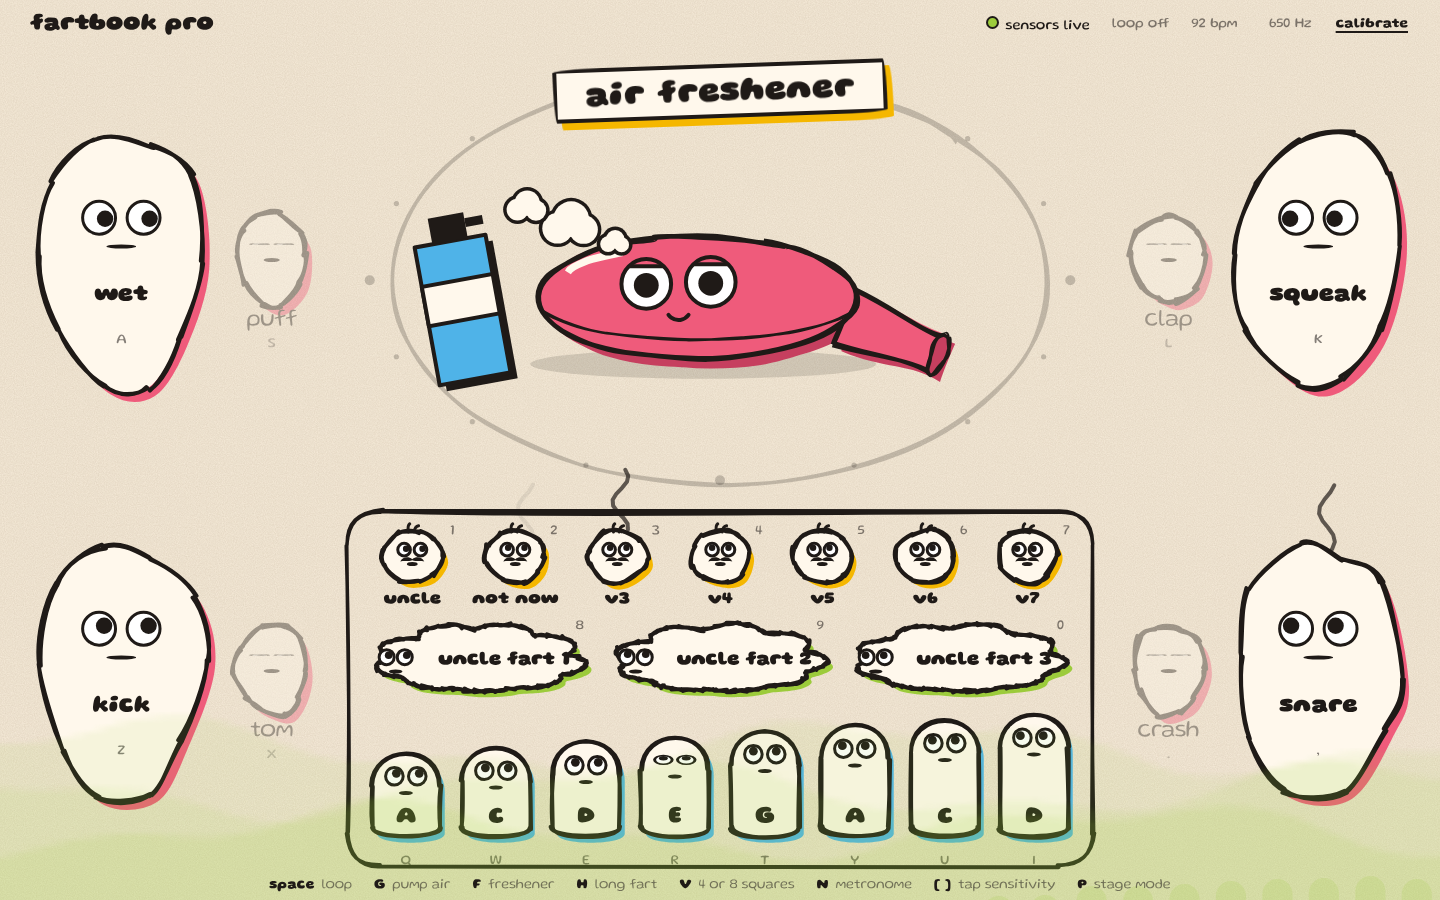 fartbook pro
sensors live loop off 92 bpm 650 Hz calibrate
air freshener
wet
A
puff
S
clap
L
squeak
K
1 2 3 4 5 6 7
uncle not now v3 v4 v5 v6 v7
8 9 0
uncle fart 1 uncle fart 2 uncle fart 3
kick
Z
tom
X
crash
.
snare
,
A C D E G A C D
Q W E R T Y U I
space loop G pump air F freshener H long fart V 4 or 8 squares N metronome [ ] tap sensitivity P stage mode